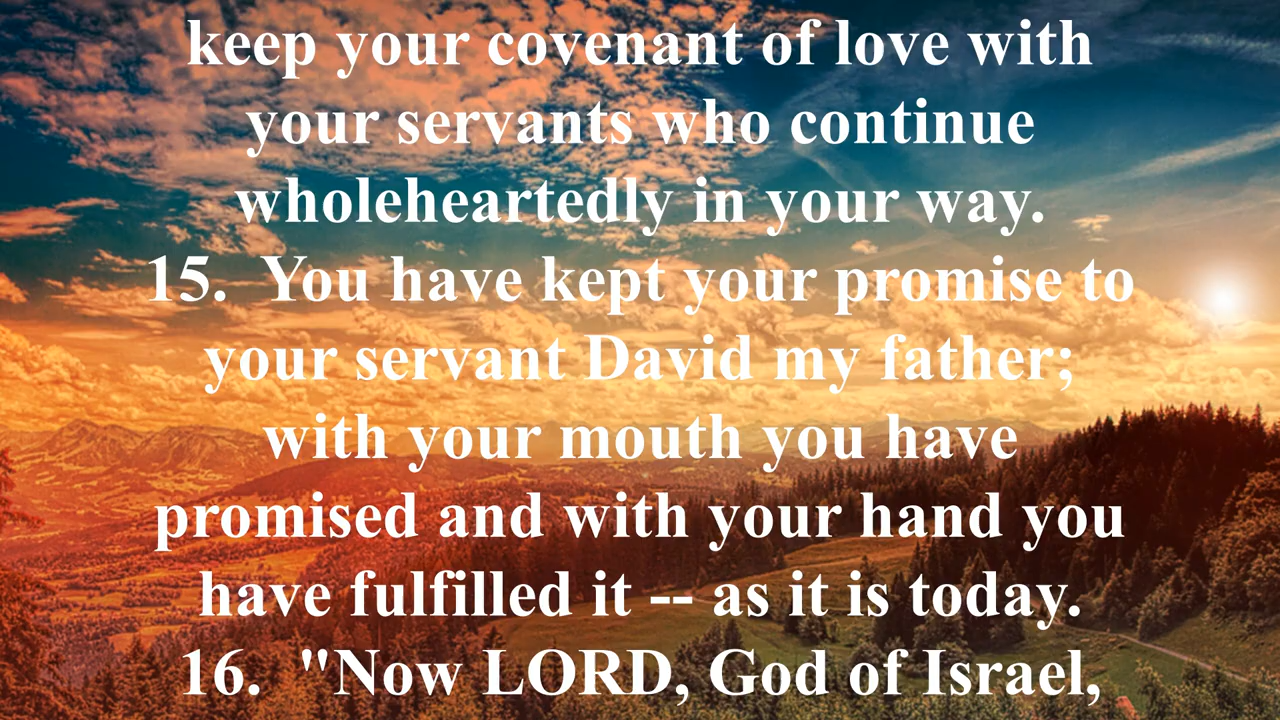 keep your covenant of love with
your servants who continue
wholeheartedly in your way.
15.  You have kept your promise to
your servant David my father;
with your mouth you have
promised and with your hand you
have fulfilled it -- as it is today.
16.  "Now LORD, God of Israel,